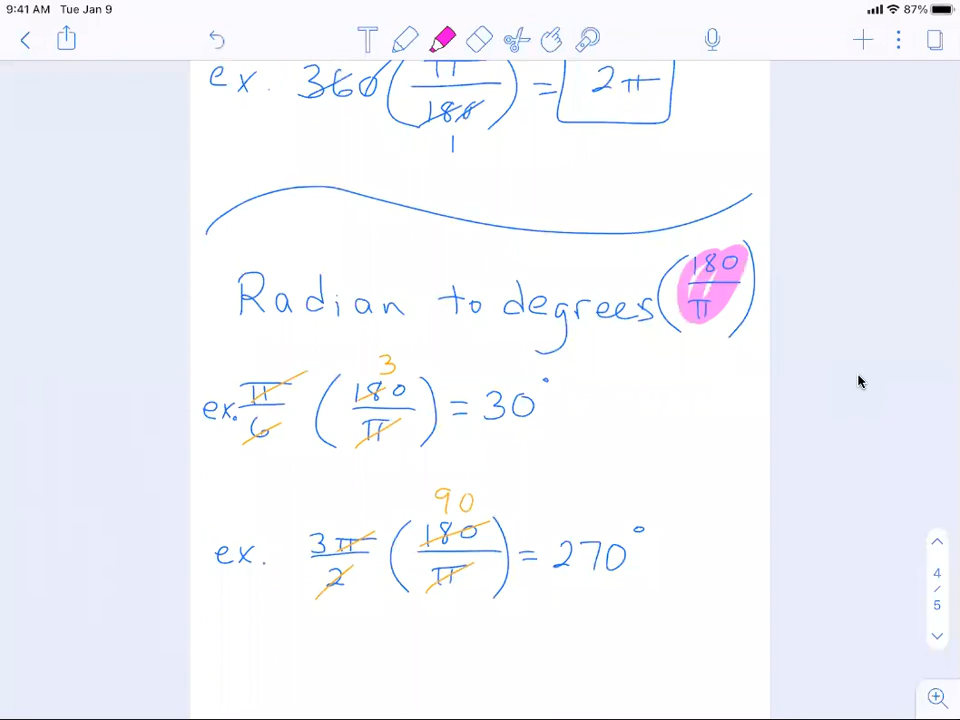 9:41 AM Tue Jan 9 87%
T
ex. 360 (π/180) = 2π
1
Radian to degrees (180/π)
3
ex. π/6 (180/π) = 30°
90
ex. 3π/2 (180/π) = 270°
4
/
5